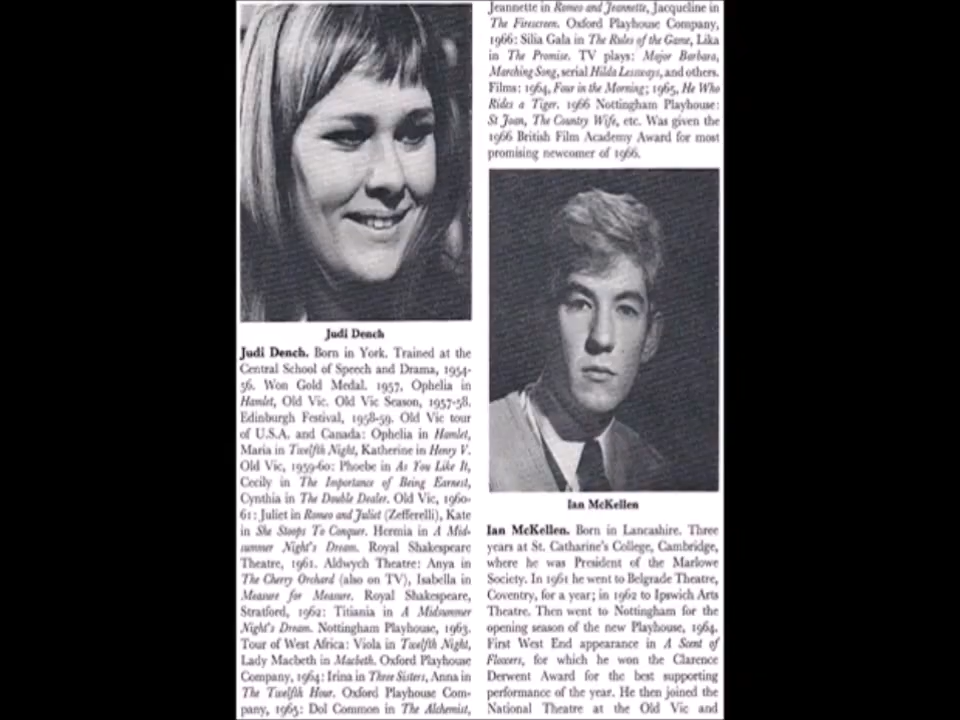 Judi Dench
Judi Dench. Born in York. Trained at the
Central School of Speech and Drama, 1954-
56. Won Gold Medal. 1957, Ophelia in
Hamlet, Old Vic. Old Vic Season, 1957-58.
Edinburgh Festival, 1958-59. Old Vic tour
of U.S.A. and Canada: Ophelia in Hamlet,
Maria in Twelfth Night, Katherine in Henry V.
Old Vic, 1959-60: Phoebe in As You Like It,
Cecily in The Importance of Being Earnest,
Cynthia in The Double Dealer. Old Vic, 1960-
61: Juliet in Romeo and Juliet (Zefferelli), Kate
in She Stoops To Conquer. Hermia in A Mid-
summer Night's Dream. Royal Shakespeare
Theatre, 1961. Aldwych Theatre: Anya in
The Cherry Orchard (also on TV), Isabella in
Measure for Measure. Royal Shakespeare,
Stratford, 1962: Titiania in A Midsummer
Night's Dream. Nottingham Playhouse, 1963.
Tour of West Africa: Viola in Twelfth Night,
Lady Macbeth in Macbeth. Oxford Playhouse
Company, 1964: Irina in Three Sisters, Anna in
The Twelfth Hour. Oxford Playhouse Com-
pany, 1965: Dol Common in The Alchemist,
Jeannette in Romeo and Jeannette, Jacqueline in
The Firescreen. Oxford Playhouse Company,
1966: Silia Gala in The Rules of the Game, Lika
in The Promise. TV plays: Major Barbara,
Marching Song, serial Hilda Lessways, and others.
Films: 1964, Four in the Morning; 1965, He Who
Rides a Tiger. 1966 Nottingham Playhouse:
St Joan, The Country Wife, etc. Was given the
1966 British Film Academy Award for most
promising newcomer of 1966.
Ian McKellen
Ian McKellen. Born in Lancashire. Three
years at St. Catharine's College, Cambridge,
where he was President of the Marlowe
Society. In 1961 he went to Belgrade Theatre,
Coventry, for a year; in 1962 to Ipswich Arts
Theatre. Then went to Nottingham for the
opening season of the new Playhouse, 1964.
First West End appearance in A Scent of
Flowers, for which he won the Clarence
Derwent Award for the best supporting
performance of the year. He then joined the
National Theatre at the Old Vic and